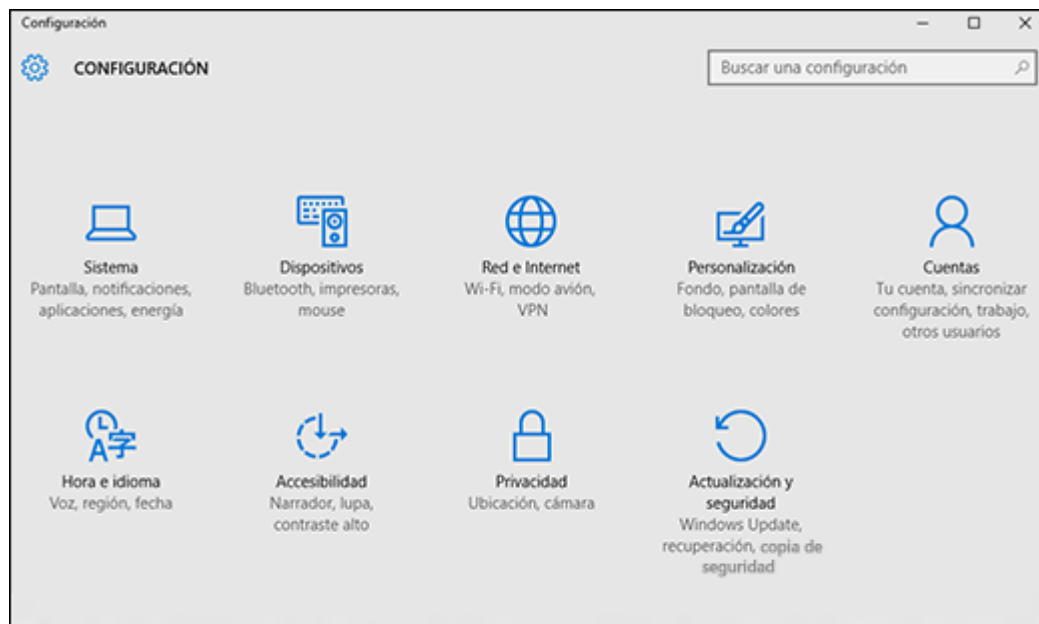 Configuración
CONFIGURACIÓN
Buscar una configuración
Sistema
Pantalla, notificaciones,
aplicaciones, energía
Dispositivos
Bluetooth, impresoras,
mouse
Red e Internet
Wi-Fi, modo avión,
VPN
Personalización
Fondo, pantalla de
bloqueo, colores
Cuentas
Tu cuenta, sincronizar
configuración, trabajo,
otros usuarios
Hora e idioma
Voz, región, fecha
Accesibilidad
Narrador, lupa,
contraste alto
Privacidad
Ubicación, cámara
Actualización y
seguridad
Windows Update,
recuperación, copia de
seguridad